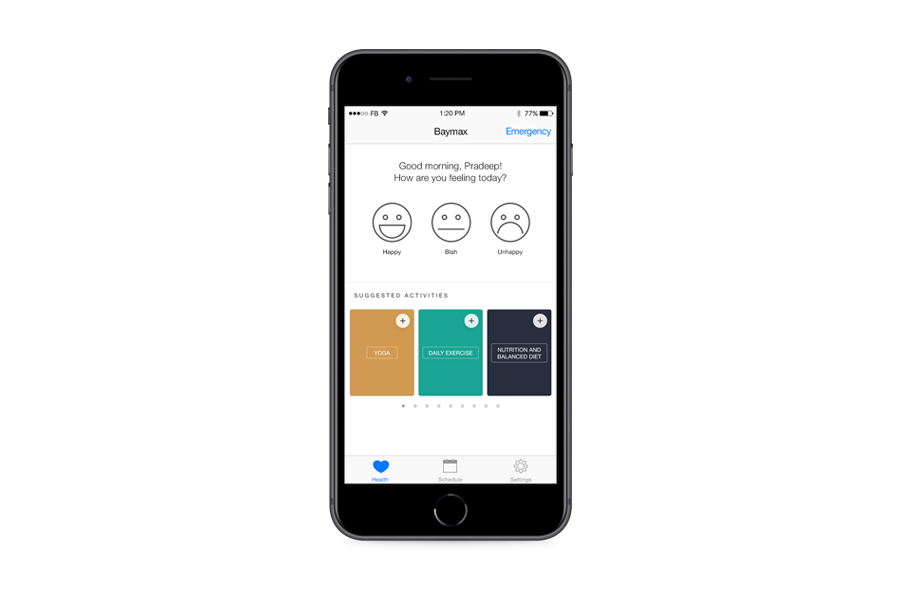 FB 1:20 PM 77%
Baymax Emergency
Good morning, Pradeep!
How are you feeling today?
Happy Blah Unhappy
SUGGESTED ACTIVITIES
YOGA DAILY EXERCISE NUTRITION AND
BALANCED DIET
Health Schedule Settings